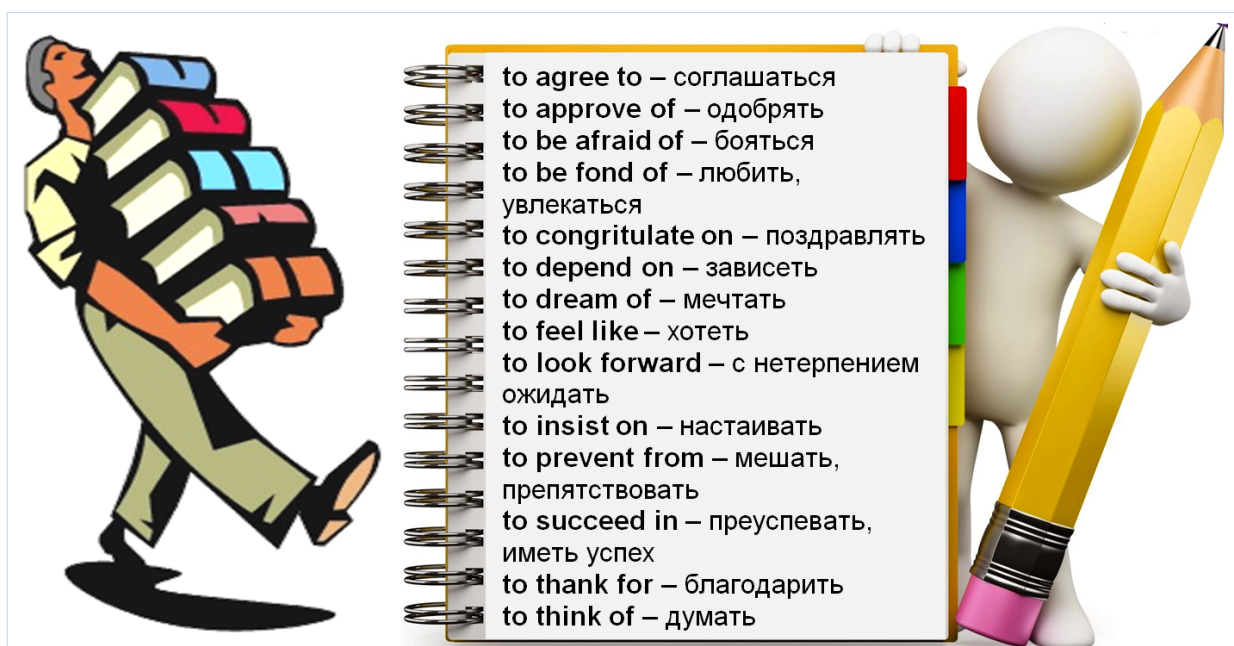 to agree to – соглашаться
to approve of – одобрять
to be afraid of – бояться
to be fond of – любить,
увлекаться
to congritulate on – поздравлять
to depend on – зависеть
to dream of – мечтать
to feel like – хотеть
to look forward – с нетерпением
ожидать
to insist on – настаивать
to prevent from – мешать,
препятствовать
to succeed in – преуспевать,
иметь успех
to thank for – благодарить
to think of – думать